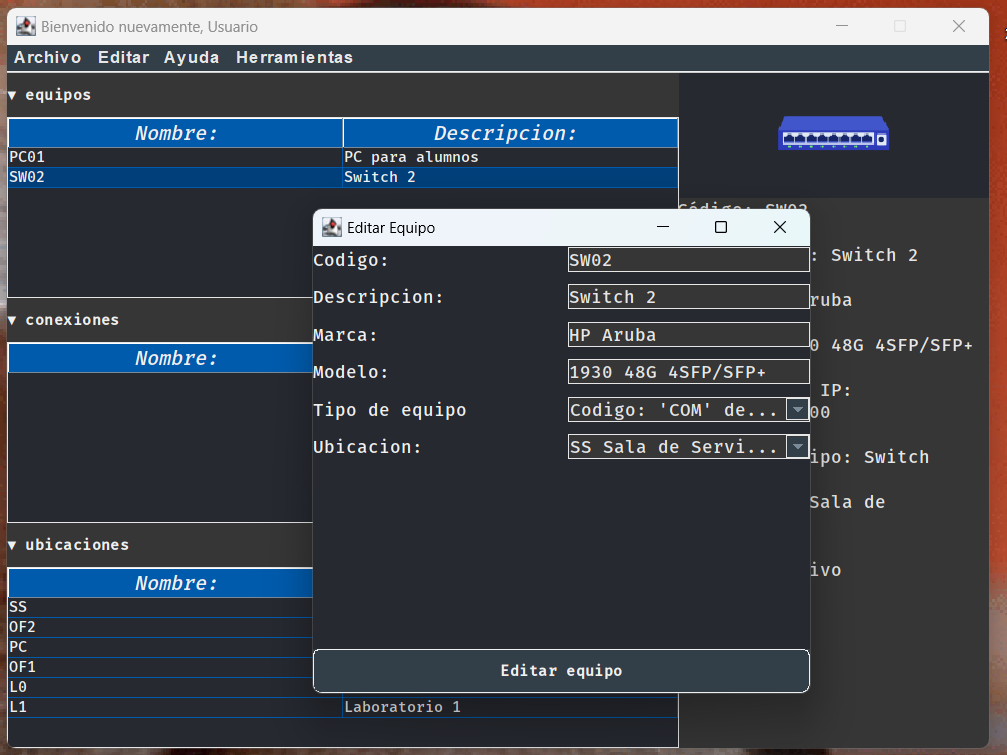 Bienvenido nuevamente, Usuario
Archivo Editar Ayuda Herramientas
▼ equipos
Nombre: Descripcion:
PC01 PC para alumnos
SW02 Switch 2
Editar Equipo
Codigo: SW02
Descripcion: Switch 2
Marca: HP Aruba
Modelo: 1930 48G 4SFP/SFP+
Tipo de equipo Codigo: 'COM' de...
Ubicacion: SS Sala de Servi...
Editar equipo
: Switch 2
ruba
0 48G 4SFP/SFP+
IP:
00
ipo: Switch
Sala de
ivo
▼ conexiones
Nombre:
▼ ubicaciones
Nombre:
SS
OF2
PC
OF1
L0
L1 Laboratorio 1